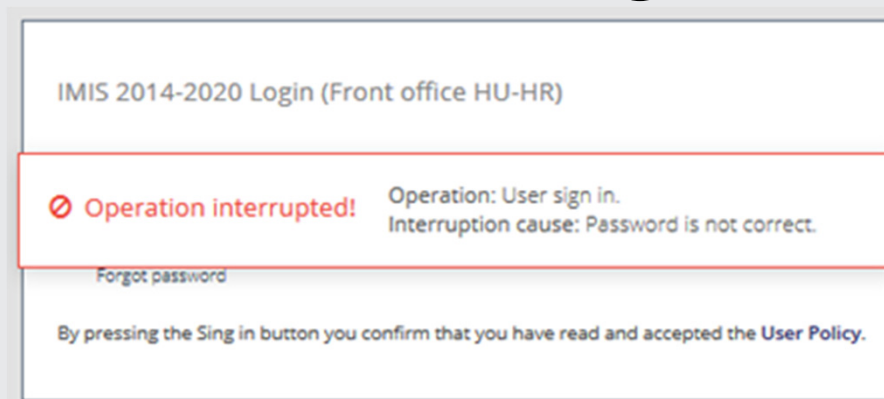 IMIS 2014-2020 Login (Front office HU-HR)
Operation interrupted!
Operation: User sign in.
Interruption cause: Password is not correct.
Forgot password
By pressing the Sing in button you confirm that you have read and accepted the User Policy.